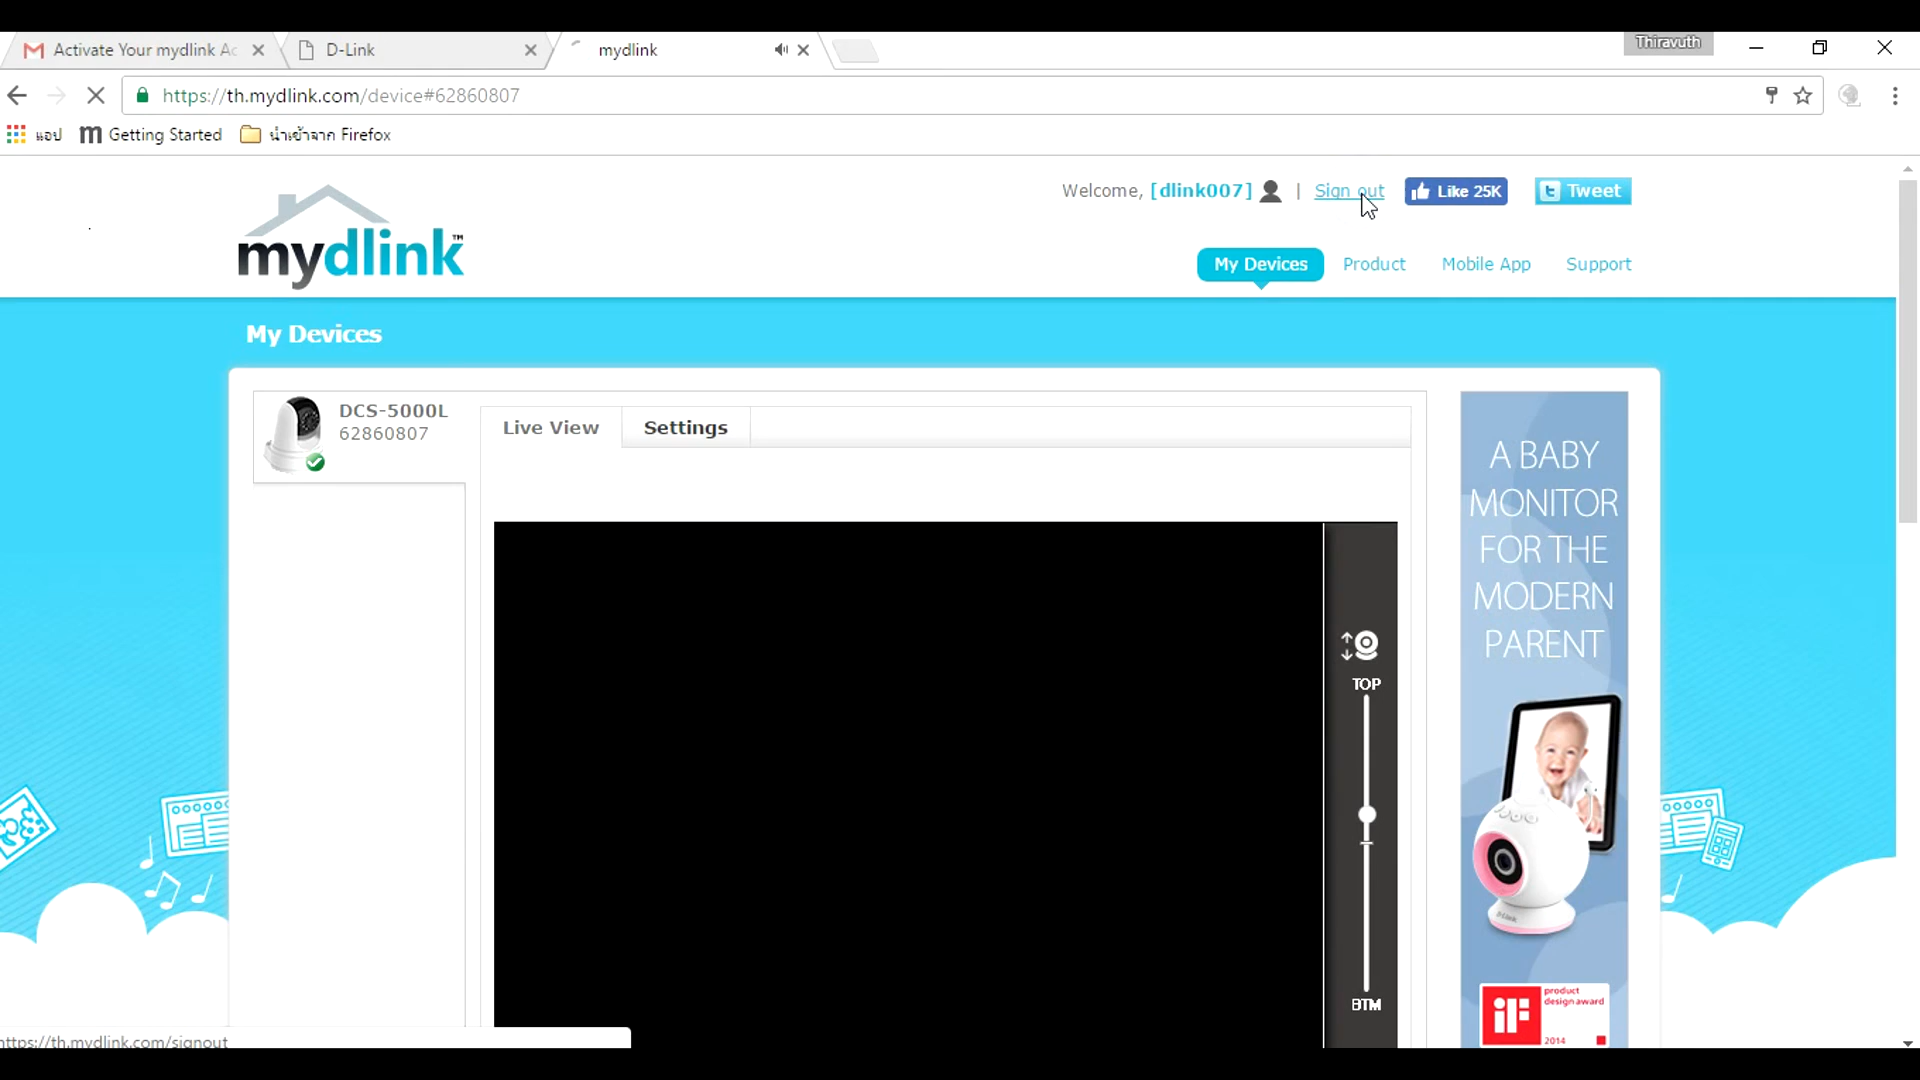 Activate Your mydlink Ac
D-Link
mydlink
Thiravuth
https://th.mydlink.com/device#62860807
แอป
Getting Started
นำเข้าจาก Firefox
mydlink™
Welcome, [dlink007] | Sign out
Like 25K
Tweet
My Devices
Product
Mobile App
Support
My Devices
DCS-5000L
62860807
Live View
Settings
TOP
BTM
A BABY
MONITOR
FOR THE
MODERN
PARENT
D-Link
iF
product
design award
2014
https://th.mydlink.com/signout